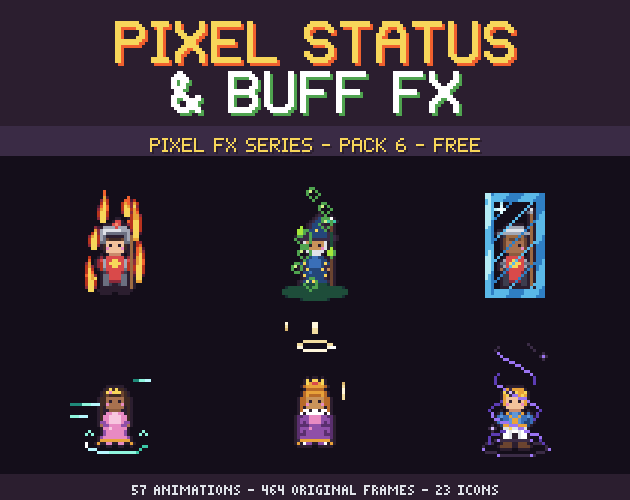 PIXEL STATUS
& BUFF FX
PIXEL FX SERIES - PACK 6 - FREE
57 ANIMATIONS - 464 ORIGINAL FRAMES - 23 ICONS